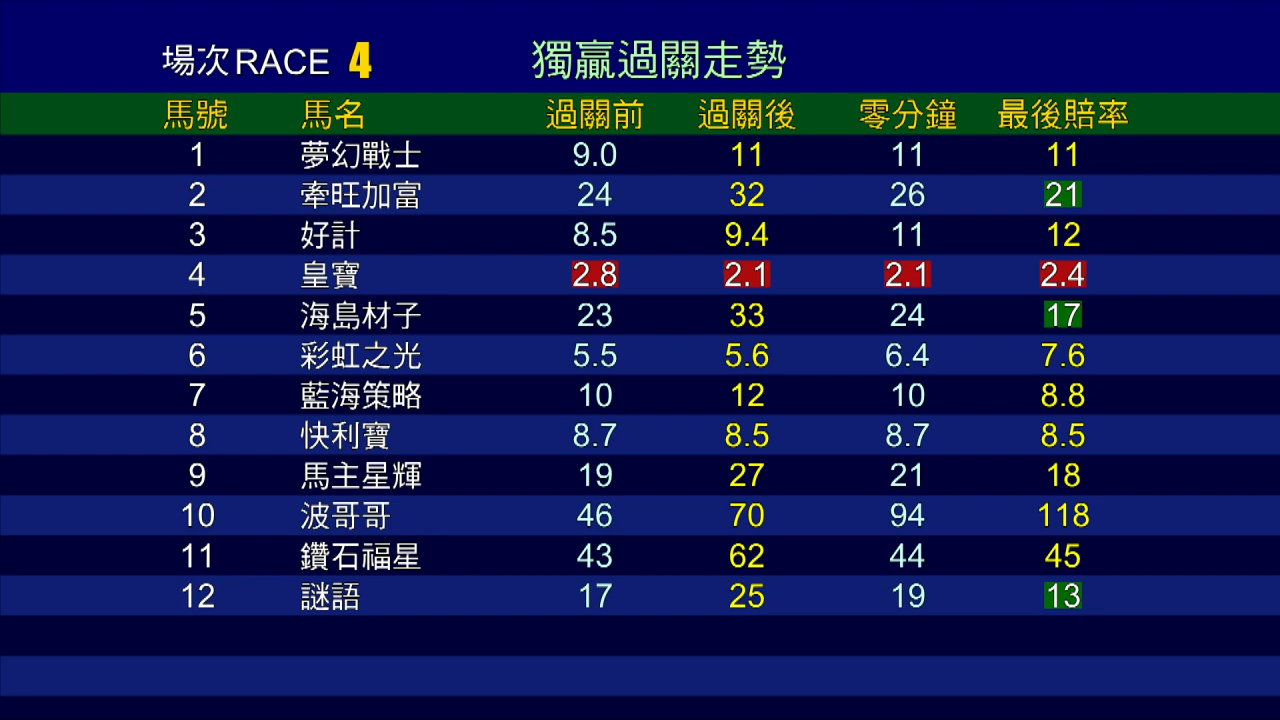 場次RACE 4 獨贏過關走勢
馬號 馬名 過關前 過關後 零分鐘 最後賠率
1 夢幻戰士 9.0 11 11 11
2 牽旺加富 24 32 26 21
3 好計 8.5 9.4 11 12
4 皇寶 2.8 2.1 2.1 2.4
5 海島材子 23 33 24 17
6 彩虹之光 5.5 5.6 6.4 7.6
7 藍海策略 10 12 10 8.8
8 快利寶 8.7 8.5 8.7 8.5
9 馬主星輝 19 27 21 18
10 波哥哥 46 70 94 118
11 鑽石福星 43 62 44 45
12 謎語 17 25 19 13